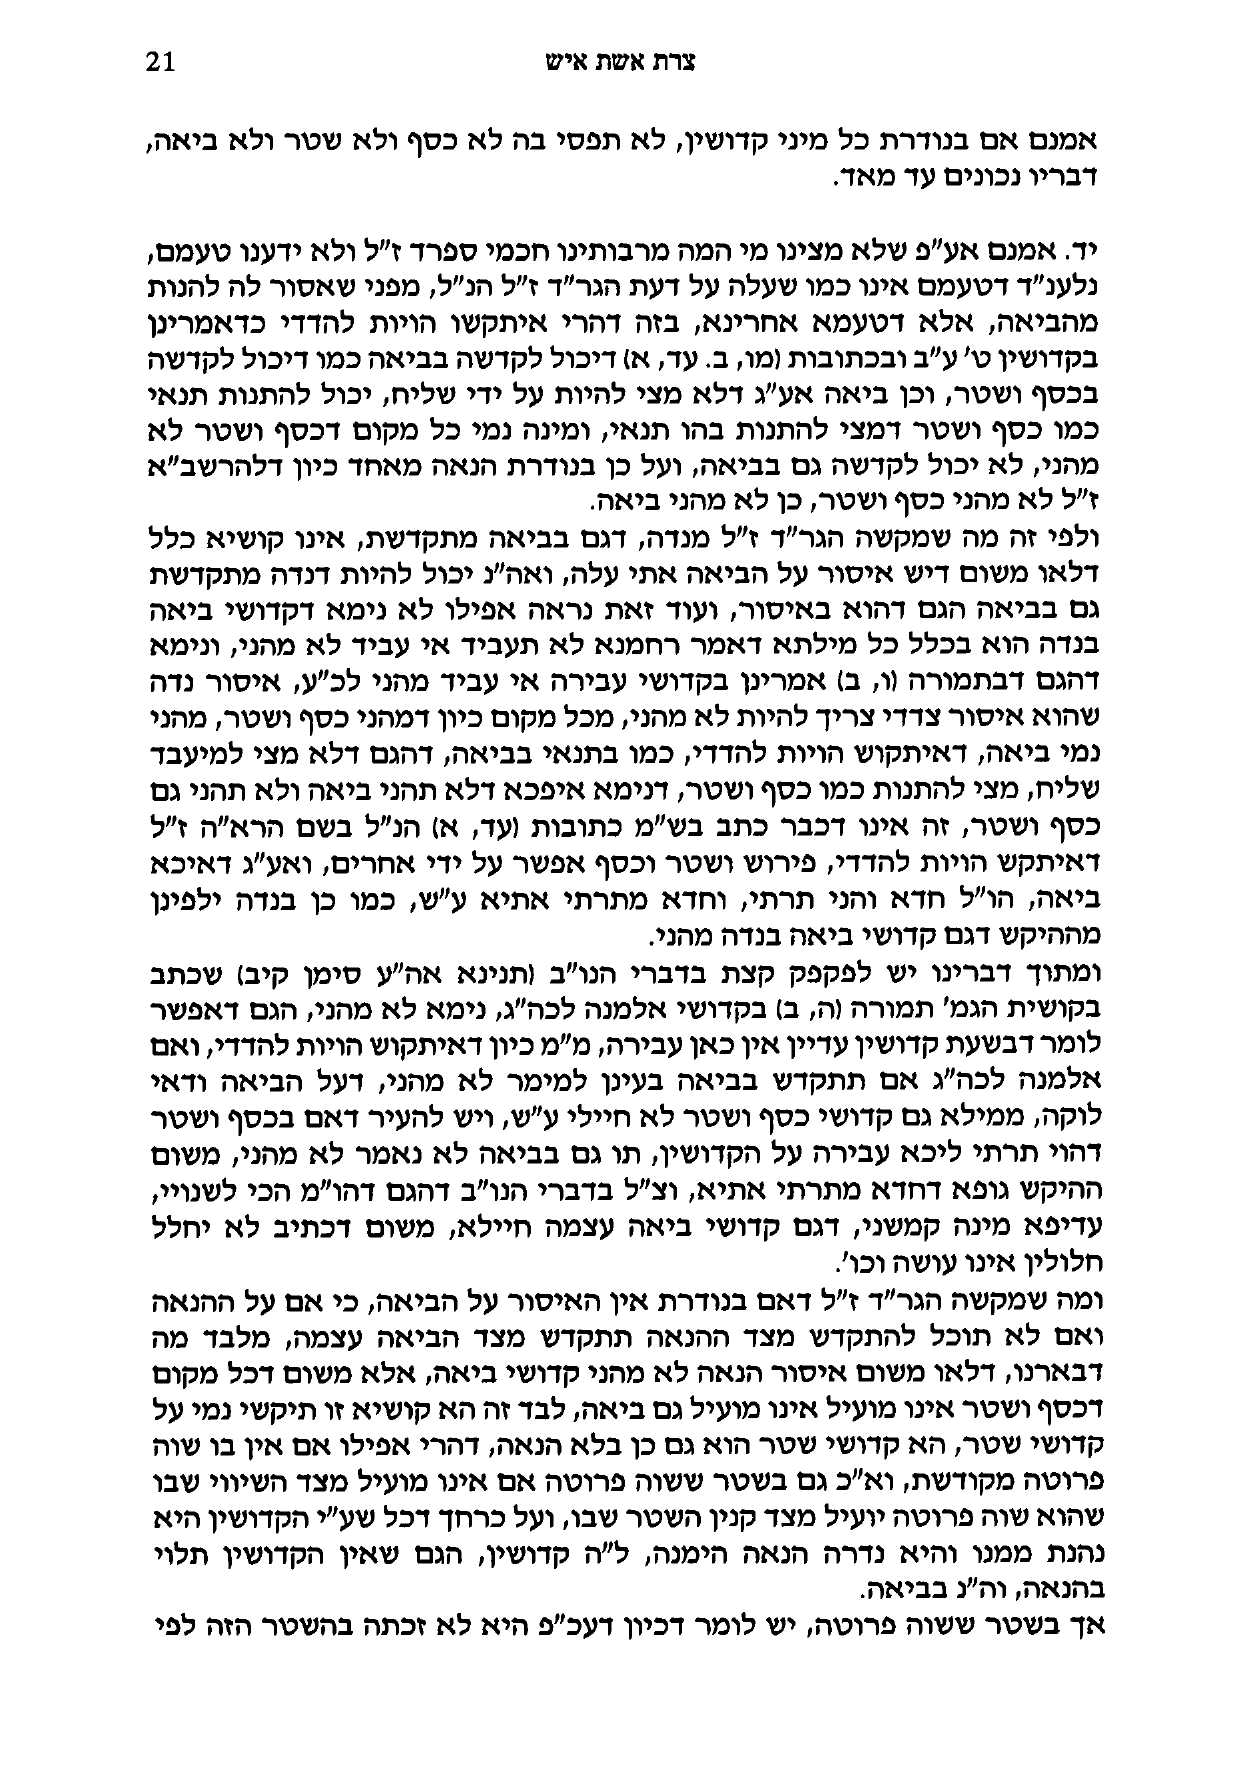 צרת אשת איש 21
אמנם אם בנודרת כל מיני קדושין, לא תפסי בה לא כסף ולא שטר ולא ביאה,
דבריו נכונים עד מאד.
יד. אמנם אע"פ שלא מצינו מי המה מרבותינו חכמי ספרד ז"ל ולא ידענו טעמם,
נלענ"ד דטעמם אינו כמו שעלה על דעת הגר"ד ז"ל הנ"ל, מפני שאסור לה להנות
מהביאה, אלא דטעמא אחרינא, בזה דהרי איתקשו הויות להדדי כדאמרינן
בקדושין ט' ע"ב ובכתובות (מו, ב. עד, א) דיכול לקדשה בביאה כמו דיכול לקדשה
בכסף ושטר, וכן ביאה אע"ג דלא מצי להיות על ידי שליח, יכול להתנות תנאי
כמו כסף ושטר דמצי להתנות בהו תנאי, ומינה נמי כל מקום דכסף ושטר לא
מהני, לא יכול לקדשה גם בביאה, ועל כן בנודרת הנאה מאחד כיון דלהרשב"א
ז"ל לא מהני כסף ושטר, כן לא מהני ביאה.
ולפי זה מה שמקשה הגר"ד ז"ל מנדה, דגם בביאה מתקדשת, אינו קושיא כלל
דלאו משום דיש איסור על הביאה אתי עלה, ואה"נ יכול להיות דנדה מתקדשת
גם בביאה הגם דהוא באיסור, ועוד זאת נראה אפילו לא נימא דקדושי ביאה
בנדה הוא בכלל כל מילתא דאמר רחמנא לא תעביד אי עביד לא מהני, ונימא
דהגם דבתמורה (ו, ב) אמרינן בקדושי עבירה אי עביד מהני לכ"ע, איסור נדה
שהוא איסור צדדי צריך להיות לא מהני, מכל מקום כיון דמהני כסף ושטר, מהני
נמי ביאה, דאיתקוש הויות להדדי, כמו בתנאי בביאה, דהגם דלא מצי למיעבד
שליח, מצי להתנות כמו כסף ושטר, דנימא איפכא דלא תהני ביאה ולא תהני גם
כסף ושטר, זה אינו דכבר כתב בש"מ כתובות (עד, א) הנ"ל בשם הרא"ה ז"ל
דאיתקש הויות להדדי, פירוש ושטר וכסף אפשר על ידי אחרים, ואע"ג דאיכא
ביאה, הו"ל חדא והני תרתי, וחדא מתרתי אתיא ע"ש, כמו כן בנדה ילפינן
מההיקש דגם קדושי ביאה בנדה מהני.
ומתוך דברינו יש לפקפק קצת בדברי הנו"ב (תנינא אה"ע סימן קיב) שכתב
בקושית הגמ' תמורה (ה, ב) בקדושי אלמנה לכה"ג, נימא לא מהני, הגם דאפשר
לומר דבשעת קדושין עדיין אין כאן עבירה, מ"מ כיון דאיתקוש הויות להדדי, ואם
אלמנה לכה"ג אם תתקדש בביאה בעינן למימר לא מהני, דעל הביאה ודאי
לוקה, ממילא גם קדושי כסף ושטר לא חיילי ע"ש, ויש להעיר דאם בכסף ושטר
דהוי תרתי ליכא עבירה על הקדושין, תו גם בביאה לא נאמר לא מהני, משום
ההיקש גופא דחדא מתרתי אתיא, וצ"ל בדברי הנו"ב דהגם דהו"מ הכי לשנויי,
עדיפא מינה קמשני, דגם קדושי ביאה עצמה חיילא, משום דכתיב לא יחלל
חלולין אינו עושה וכו'.
ומה שמקשה הגר"ד ז"ל דאם בנודרת אין האיסור על הביאה, כי אם על ההנאה
ואם לא תוכל להתקדש מצד ההנאה תתקדש מצד הביאה עצמה, מלבד מה
דבארנו, דלאו משום איסור הנאה לא מהני קדושי ביאה, אלא משום דכל מקום
דכסף ושטר אינו מועיל אינו מועיל גם ביאה, לבד זה הא קושיא זו תיקשי נמי על
קדושי שטר, הא קדושי שטר הוא גם כן בלא הנאה, דהרי אפילו אם אין בו שוה
פרוטה מקודשת, וא"כ גם בשטר ששוה פרוטה אם אינו מועיל מצד השיווי שבו
שהוא שוה פרוטה יועיל מצד קנין השטר שבו, ועל כרחך דכל שע"י הקדושין היא
נהנת ממנו והיא נדרה הנאה הימנה, ל"ה קדושין, הגם שאין הקדושין תלוי
בהנאה, וה"נ בביאה.
אך בשטר ששוה פרוטה, יש לומר דכיון דעכ"פ היא לא זכתה בהשטר הזה לפי